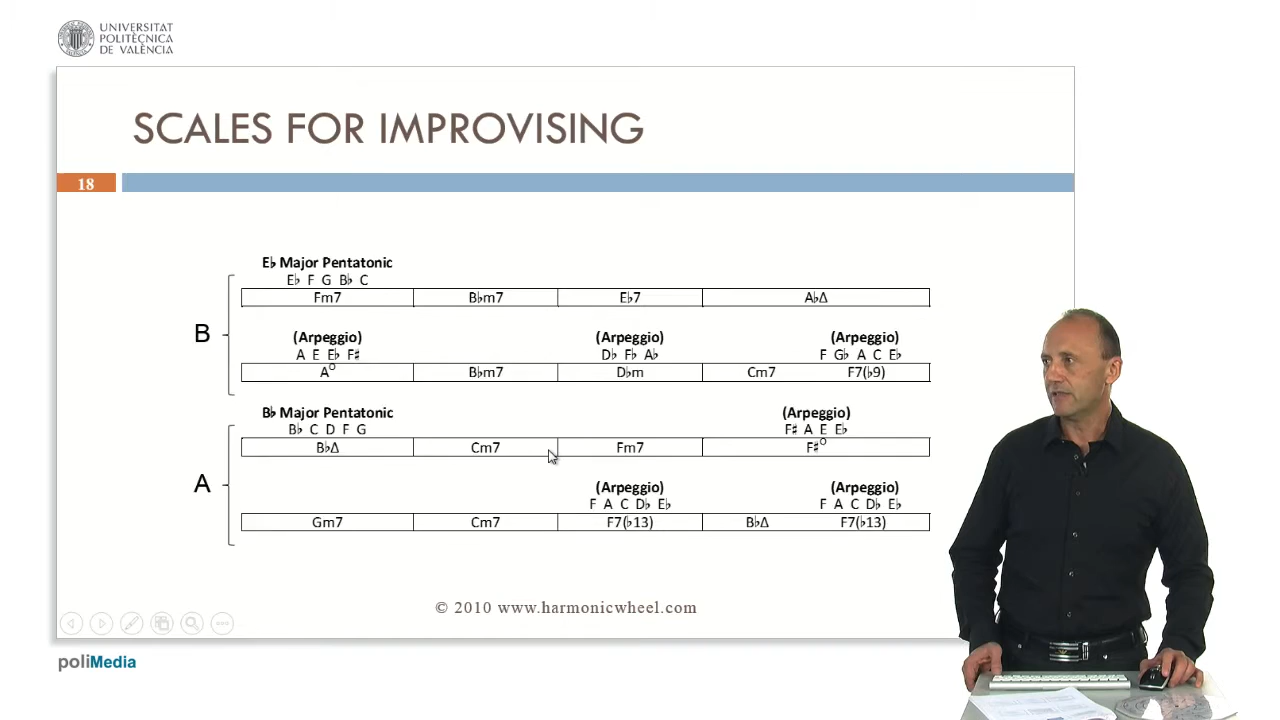 UNIVERSITAT
POLITÈCNICA
DE VALÈNCIA
SCALES FOR IMPROVISING
18
E♭ Major Pentatonic
E♭ F G B♭ C
Fm7 B♭m7 E♭7 A♭Δ
B
(Arpeggio) (Arpeggio) (Arpeggio)
A E E♭ F♯ D♭ F♭ A♭ F G♭ A C E♭
A° B♭m7 D♭m Cm7 F7(♭9)
B♭ Major Pentatonic (Arpeggio)
B♭ C D F G F♯ A E E♭
B♭Δ Cm7 Fm7 F♯°
A
(Arpeggio) (Arpeggio)
F A C D♭ E♭ F A C D♭ E♭
Gm7 Cm7 F7(♭13) B♭Δ F7(♭13)
© 2010 www.harmonicwheel.com
poliMedia